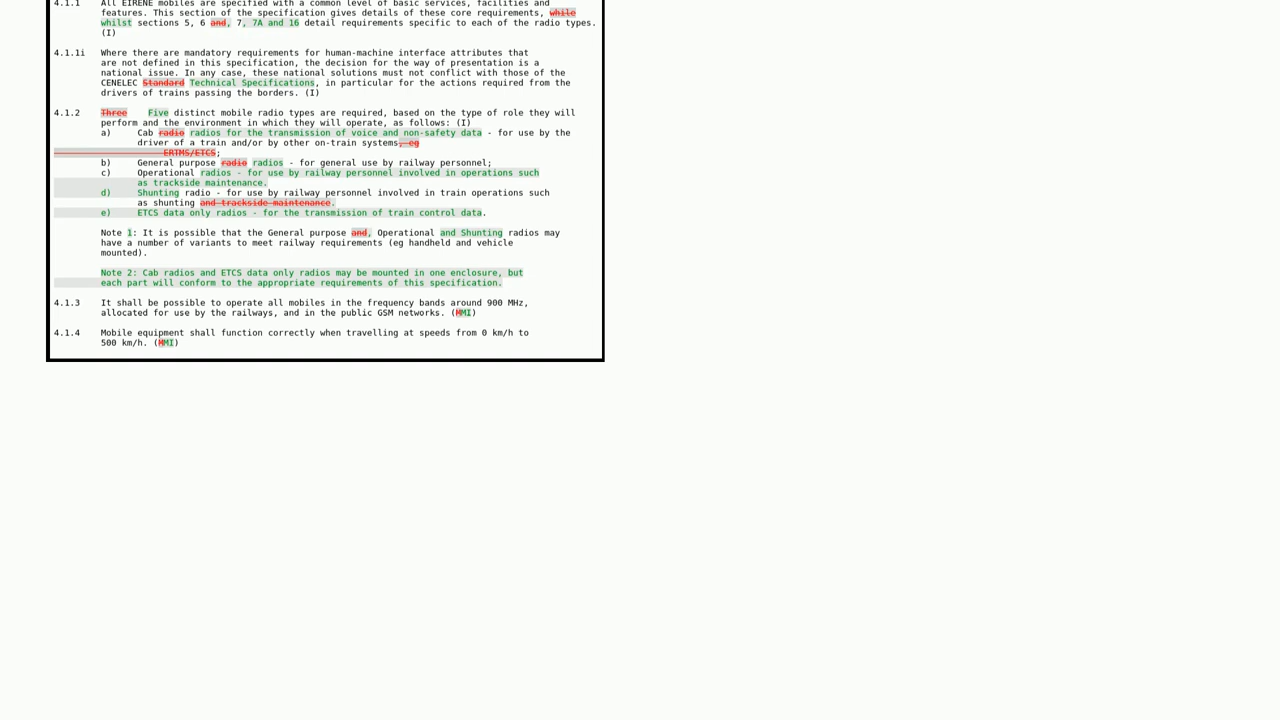 4.1.1 All EIRENE mobiles are specified with a common level of basic services, facilities and
features. This section of the specification gives details of these core requirements, while
whilst sections 5, 6 and, 7, 7A and 16 detail requirements specific to each of the radio types.
(I)
4.1.1i Where there are mandatory requirements for human-machine interface attributes that
are not defined in this specification, the decision for the way of presentation is a
national issue. In any case, these national solutions must not conflict with those of the
CENELEC Standard Technical Specifications, in particular for the actions required from the
drivers of trains passing the borders. (I)
4.1.2 Three Five distinct mobile radio types are required, based on the type of role they will
perform and the environment in which they will operate, as follows: (I)
a) Cab radio radios for the transmission of voice and non-safety data - for use by the
driver of a train and/or by other on-train systems, eg
ERTMS/ETCS;
b) General purpose radio radios - for general use by railway personnel;
c) Operational radios - for use by railway personnel involved in operations such
as trackside maintenance.
d) Shunting radio - for use by railway personnel involved in train operations such
as shunting and trackside maintenance.
e) ETCS data only radios - for the transmission of train control data.
Note 1: It is possible that the General purpose and, Operational and Shunting radios may
have a number of variants to meet railway requirements (eg handheld and vehicle
mounted).
Note 2: Cab radios and ETCS data only radios may be mounted in one enclosure, but
each part will conform to the appropriate requirements of this specification.
4.1.3 It shall be possible to operate all mobiles in the frequency bands around 900 MHz,
allocated for use by the railways, and in the public GSM networks. (MMI)
4.1.4 Mobile equipment shall function correctly when travelling at speeds from 0 km/h to
500 km/h. (MMI)